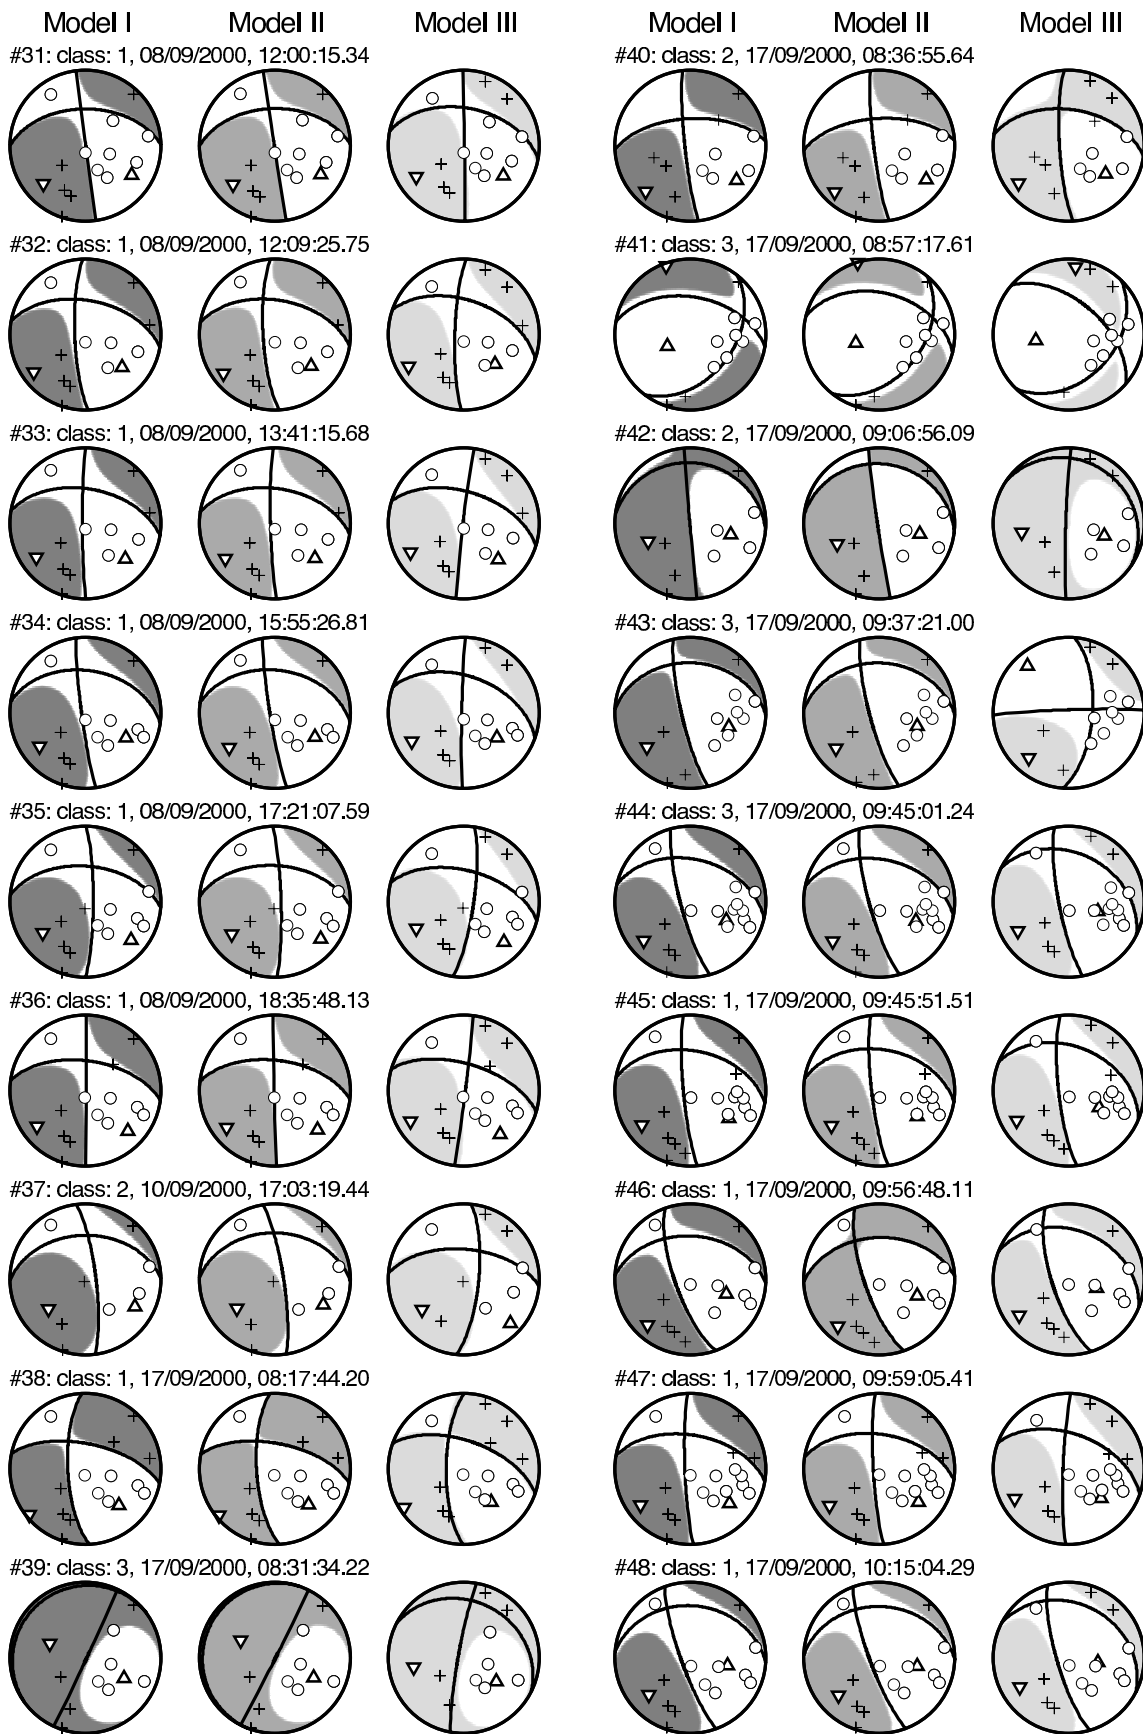 Model I Model II Model III Model I Model II Model III
#31: class: 1, 08/09/2000, 12:00:15.34
#32: class: 1, 08/09/2000, 12:09:25.75
#33: class: 1, 08/09/2000, 13:41:15.68
#34: class: 1, 08/09/2000, 15:55:26.81
#35: class: 1, 08/09/2000, 17:21:07.59
#36: class: 1, 08/09/2000, 18:35:48.13
#37: class: 2, 10/09/2000, 17:03:19.44
#38: class: 1, 17/09/2000, 08:17:44.20
#39: class: 3, 17/09/2000, 08:31:34.22
#40: class: 2, 17/09/2000, 08:36:55.64
#41: class: 3, 17/09/2000, 08:57:17.61
#42: class: 2, 17/09/2000, 09:06:56.09
#43: class: 3, 17/09/2000, 09:37:21.00
#44: class: 3, 17/09/2000, 09:45:01.24
#45: class: 1, 17/09/2000, 09:45:51.51
#46: class: 1, 17/09/2000, 09:56:48.11
#47: class: 1, 17/09/2000, 09:59:05.41
#48: class: 1, 17/09/2000, 10:15:04.29